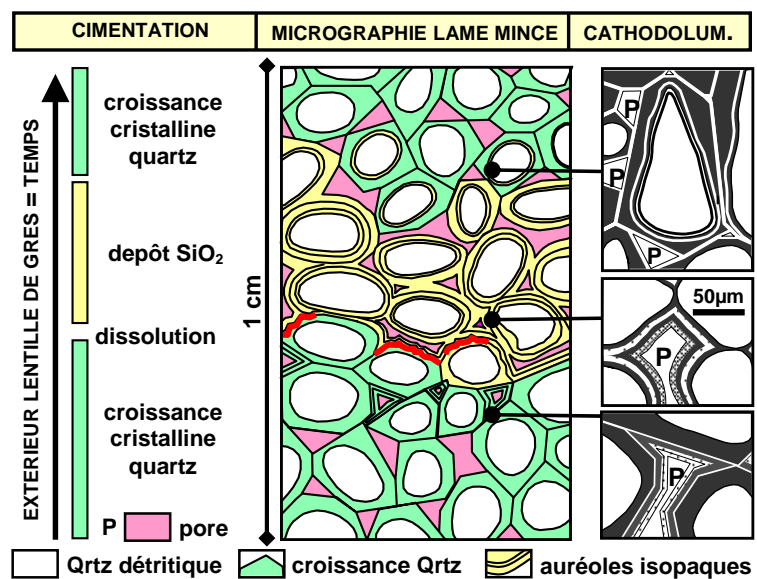 CIMENTATION
MICROGRAPHIE LAME MINCE
CATHODOLUM.
EXTERIEUR LENTILLE DE GRES = TEMPS
croissance
cristalline
quartz
depôt SiO₂
dissolution
croissance
cristalline
quartz
P pore
1 cm
P
P
P
50µm
P
P
Qrtz détritique
croissance Qrtz
auréoles isopaques